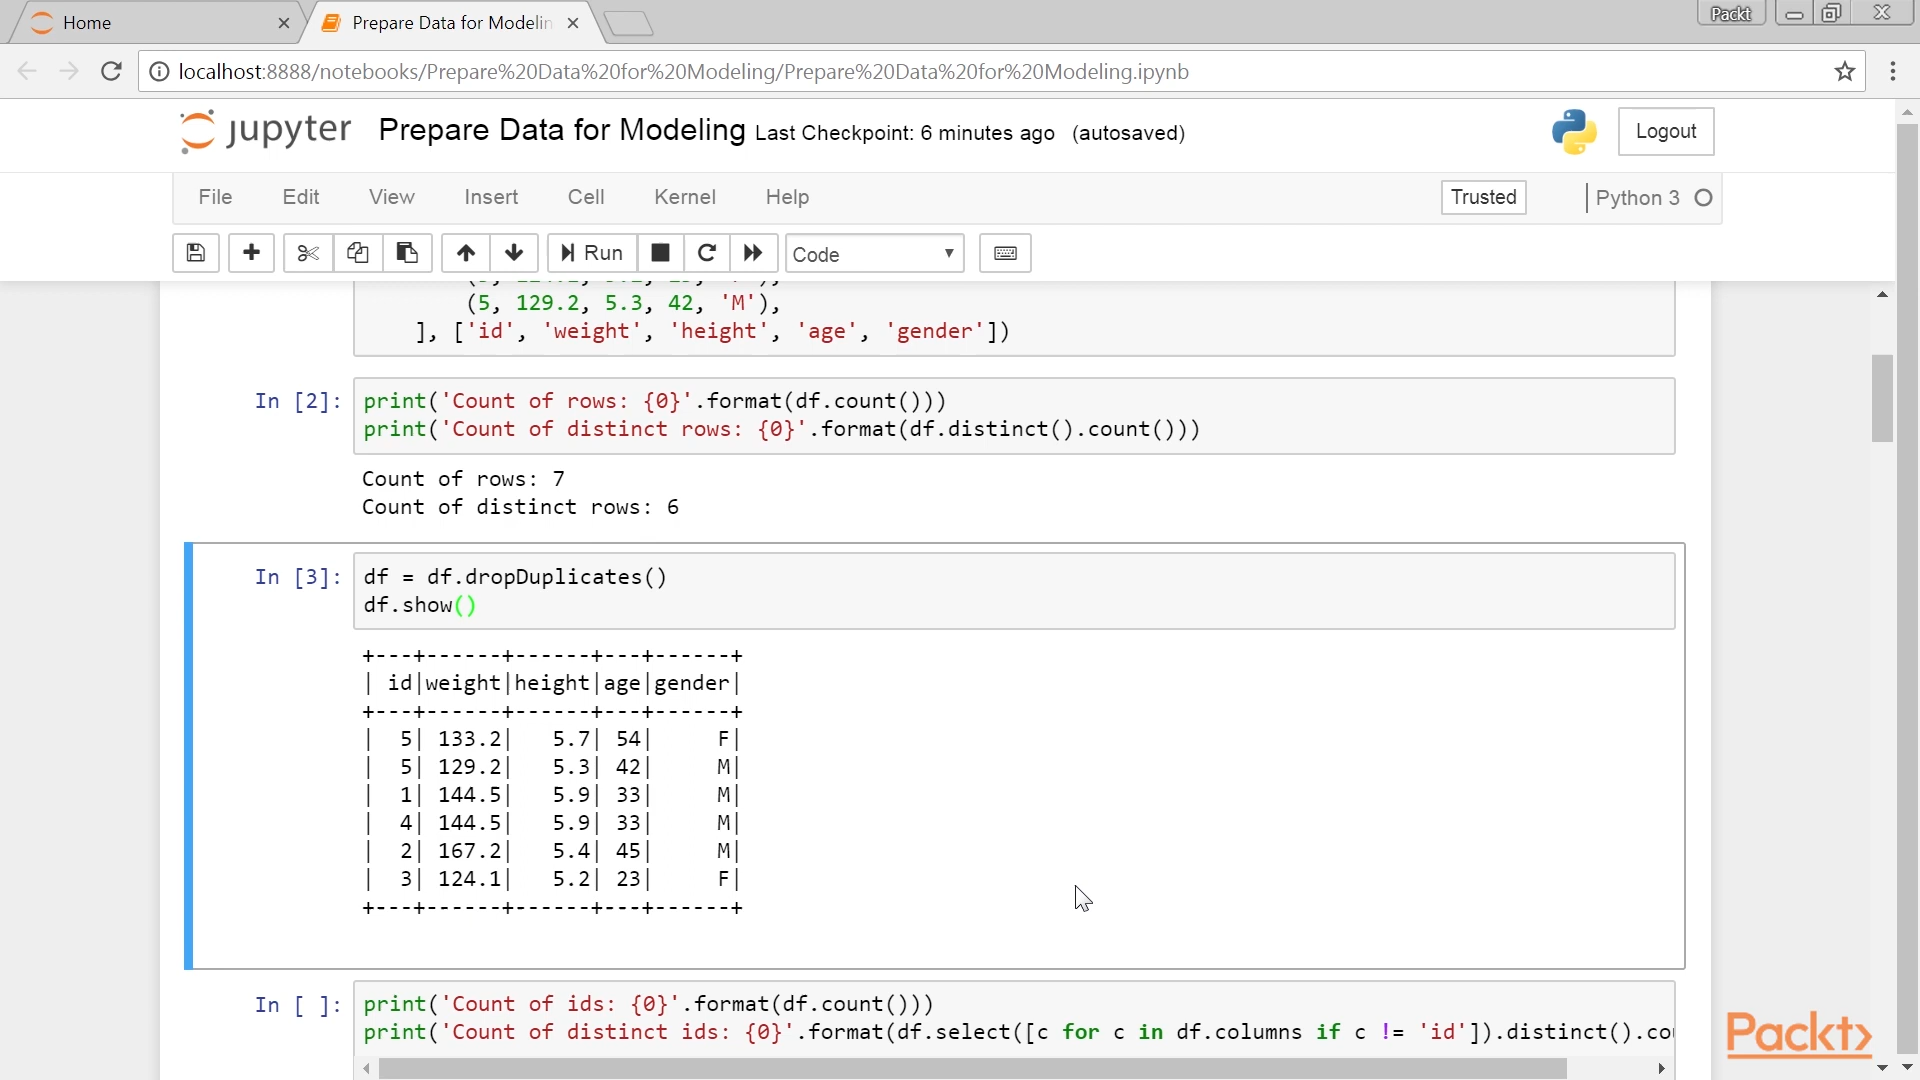 Home
Prepare Data for Modelin
Packt
localhost:8888/notebooks/Prepare%20Data%20for%20Modeling/Prepare%20Data%20for%20Modeling.ipynb
jupyter Prepare Data for Modeling Last Checkpoint: 6 minutes ago (autosaved)
Logout
File Edit View Insert Cell Kernel Help
Trusted
Python 3
Run
Code
(5, 129.2, 5.3, 42, 'M'),
], ['id', 'weight', 'height', 'age', 'gender'])
In [2]: print('Count of rows: {0}'.format(df.count()))
print('Count of distinct rows: {0}'.format(df.distinct().count()))
Count of rows: 7
Count of distinct rows: 6
In [3]: df = df.dropDuplicates()
df.show()
+---+------+------+---+------+
| id|weight|height|age|gender|
+---+------+------+---+------+
|  5| 133.2|   5.7| 54|     F|
|  5| 129.2|   5.3| 42|     M|
|  1| 144.5|   5.9| 33|     M|
|  4| 144.5|   5.9| 33|     M|
|  2| 167.2|   5.4| 45|     M|
|  3| 124.1|   5.2| 23|     F|
+---+------+------+---+------+
In [ ]: print('Count of ids: {0}'.format(df.count()))
print('Count of distinct ids: {0}'.format(df.select([c for c in df.columns if c != 'id']).distinct().co
Packt>